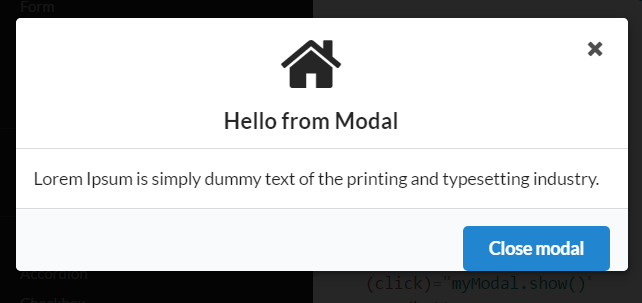 Form
Hello from Modal
Lorem Ipsum is simply dummy text of the printing and typesetting industry.
Close modal
Accordion
(click)="myModal.show()"